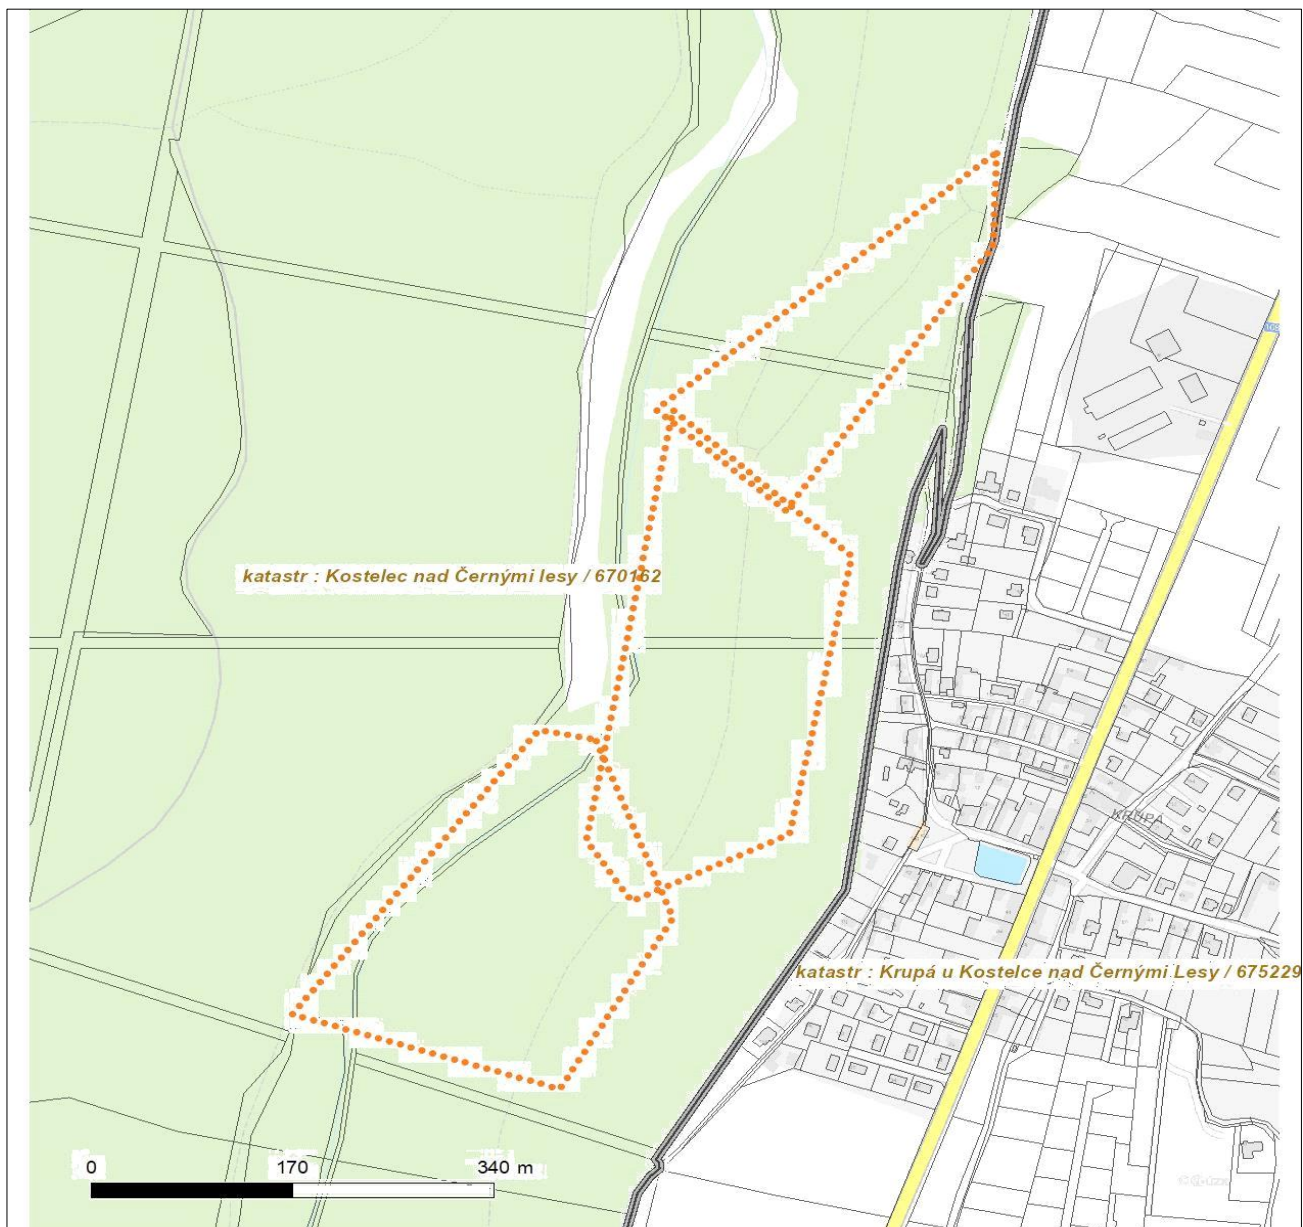 katastr : Kostelec nad Černými lesy / 670162
KRUPÁ
katastr : Krupá u Kostelce nad Černými Lesy / 675229
0 170 340 m